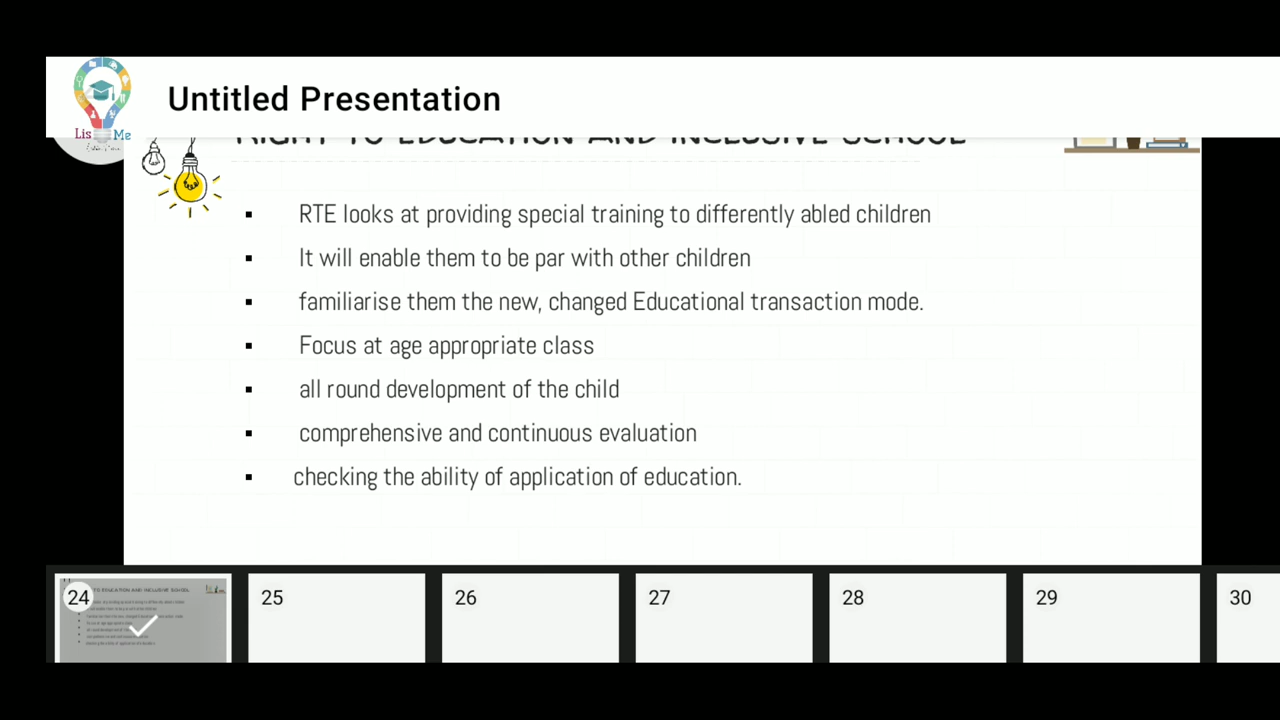 Untitled Presentation
Lis Me
RIGHT TO EDUCATION AND INCLUSIVE SCHOOL
RTE looks at providing special training to differently abled children
It will enable them to be par with other children
familiarise them the new, changed Educational transaction mode.
Focus at age appropriate class
all round development of the child
comprehensive and continuous evaluation
checking the ability of application of education.
24
25
26
27
28
29
30